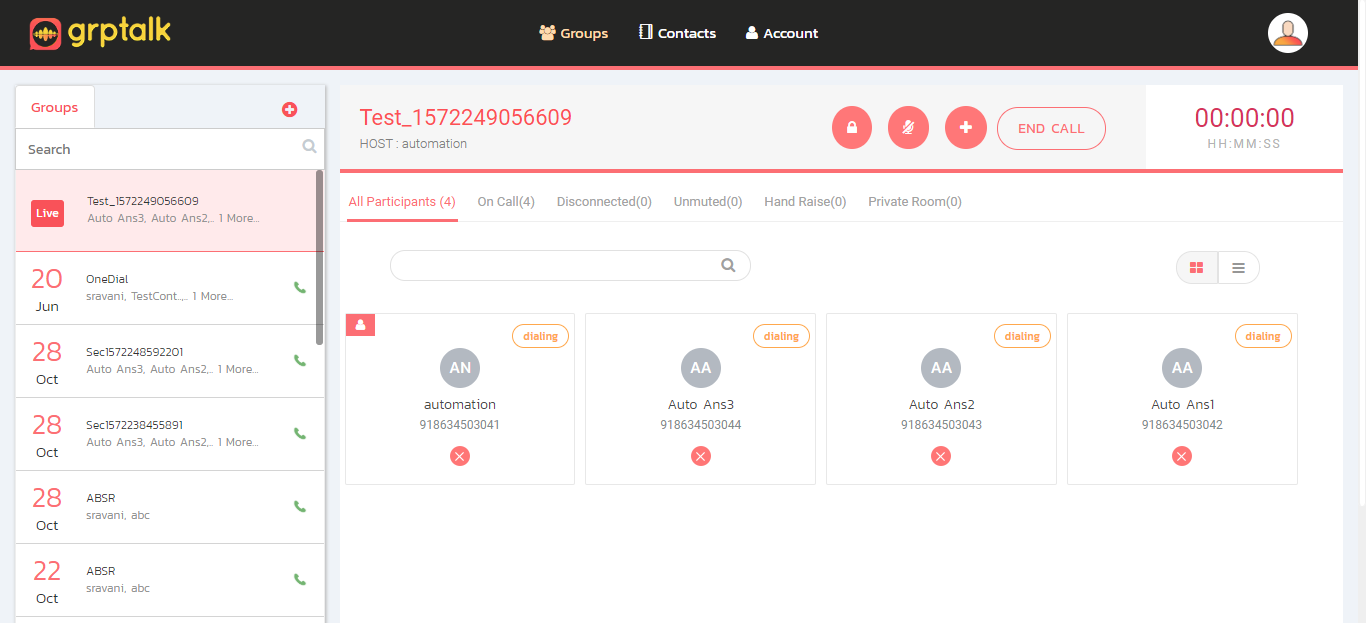 grptalk
Groups
Contacts
Account
Groups
Search
Live
Test_1572249056609
Auto Ans3, Auto Ans2,.. 1 More...
20
Jun
OneDial
sravani, TestCont..,.. 1 More...
28
Oct
Sec1572248592201
Auto Ans3, Auto Ans2,.. 1 More...
28
Oct
Sec1572238455891
Auto Ans3, Auto Ans2,.. 1 More...
28
Oct
ABSR
sravani, abc
22
Oct
ABSR
sravani, abc
Test_1572249056609
HOST : automation
END CALL
00:00:00
HH:MM:SS
All Participants (4)
On Call(4)
Disconnected(0)
Unmuted(0)
Hand Raise(0)
Private Room(0)
dialing
AN
automation
918634503041
dialing
AA
Auto Ans3
918634503044
dialing
AA
Auto Ans2
918634503043
dialing
AA
Auto Ans1
918634503042